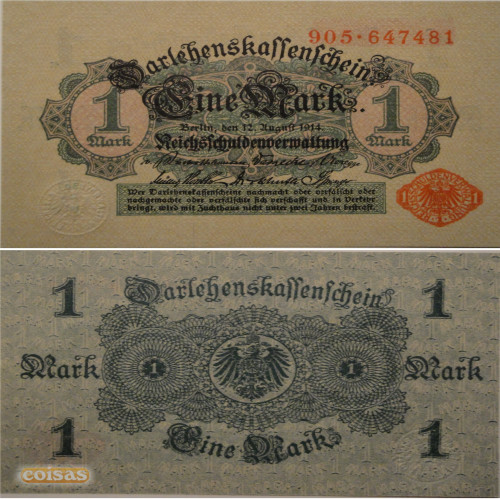 905·647481
Darlehenskassenschein
1 Eine Mark. 1
Mark Mark
Berlin, den 12. August 1914.
Reichsschuldenverwaltung
Wer Darlehenskassenscheine nachmacht oder verfälscht oder
nachgemachte oder verfälschte sich verschafft und in Verkehr
bringt, wird mit Zuchthaus nicht unter zwei Jahren bestraft.
1 1
1 Darlehenskassenschein 1
Mark 1 1 Mark
1 Eine Mark 1
coisas